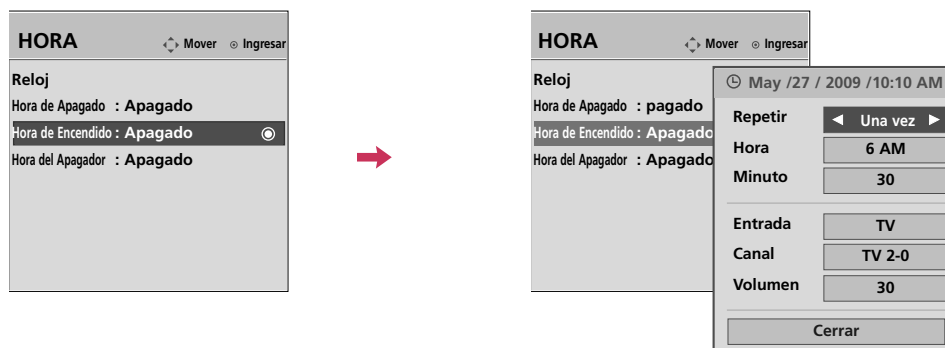 HORA Mover Ingresar
Reloj
Hora de Apagado : Apagado
Hora de Encendido : Apagado
Hora del Apagador : Apagado
HORA Mover Ingresar
Reloj
Hora de Apagado : pagado
Hora de Encendido : Apagado
Hora del Apagador : Apagado
May /27 / 2009 /10:10 AM
Repetir Una vez
Hora 6 AM
Minuto 30
Entrada TV
Canal TV 2-0
Volumen 30
Cerrar